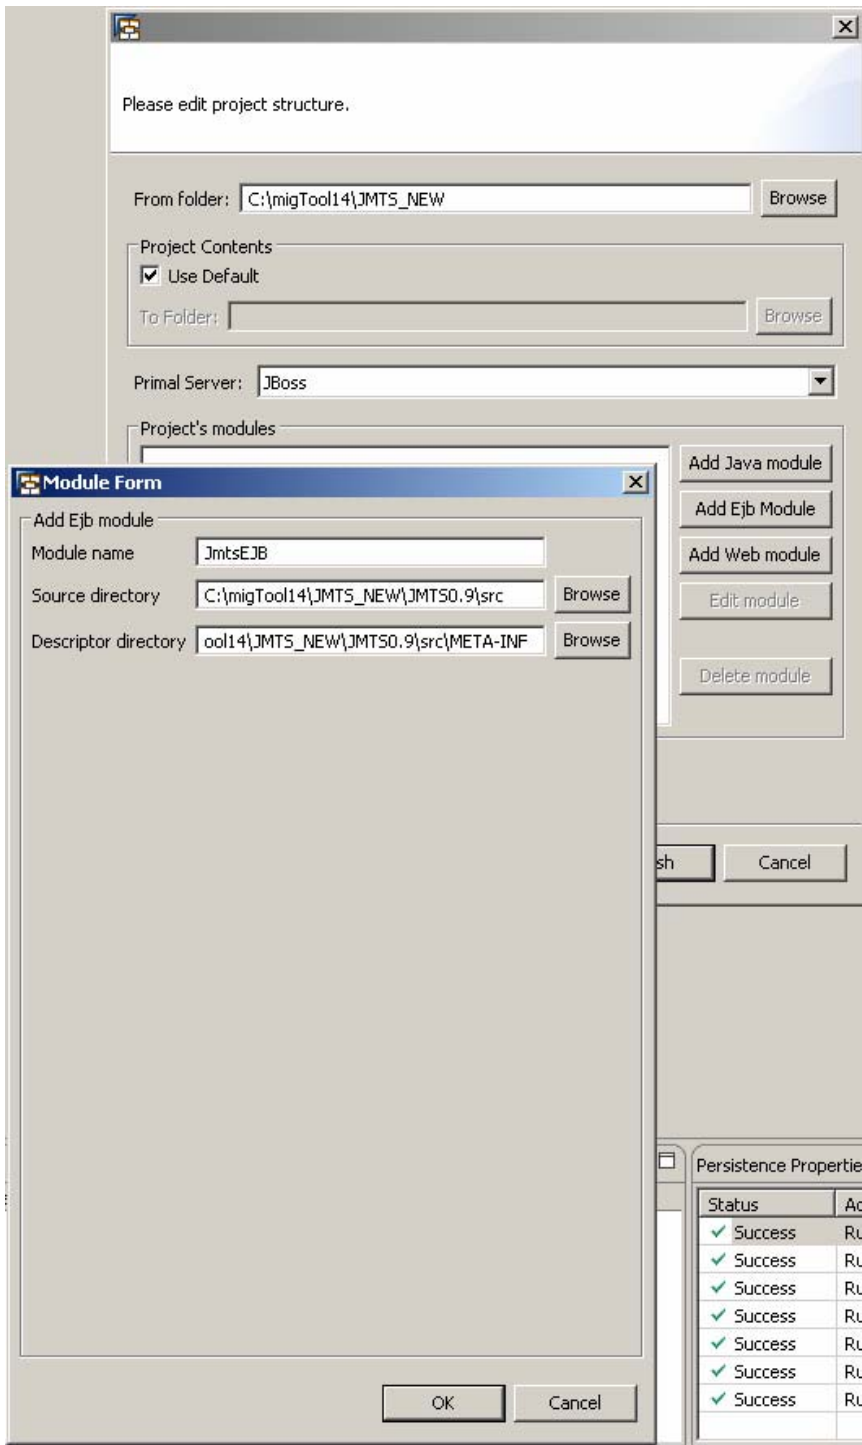 Please edit project structure.
From folder: C:\migTool14\JMTS_NEW Browse
Project Contents
Use Default
To Folder: Browse
Primal Server: JBoss
Project's modules
Add Java module
Add Ejb Module
Add Web module
Edit module
Delete module
Cancel
Module Form
Add Ejb module
Module name JmtsEJB
Source directory C:\migTool14\JMTS_NEW\JMTS0.9\src Browse
Descriptor directory ool14\JMTS_NEW\JMTS0.9\src\META-INF Browse
OK Cancel
Persistence Propertie
Status Ac
Success Ru
Success Ru
Success Ru
Success Ru
Success Ru
Success Ru
Success Ru